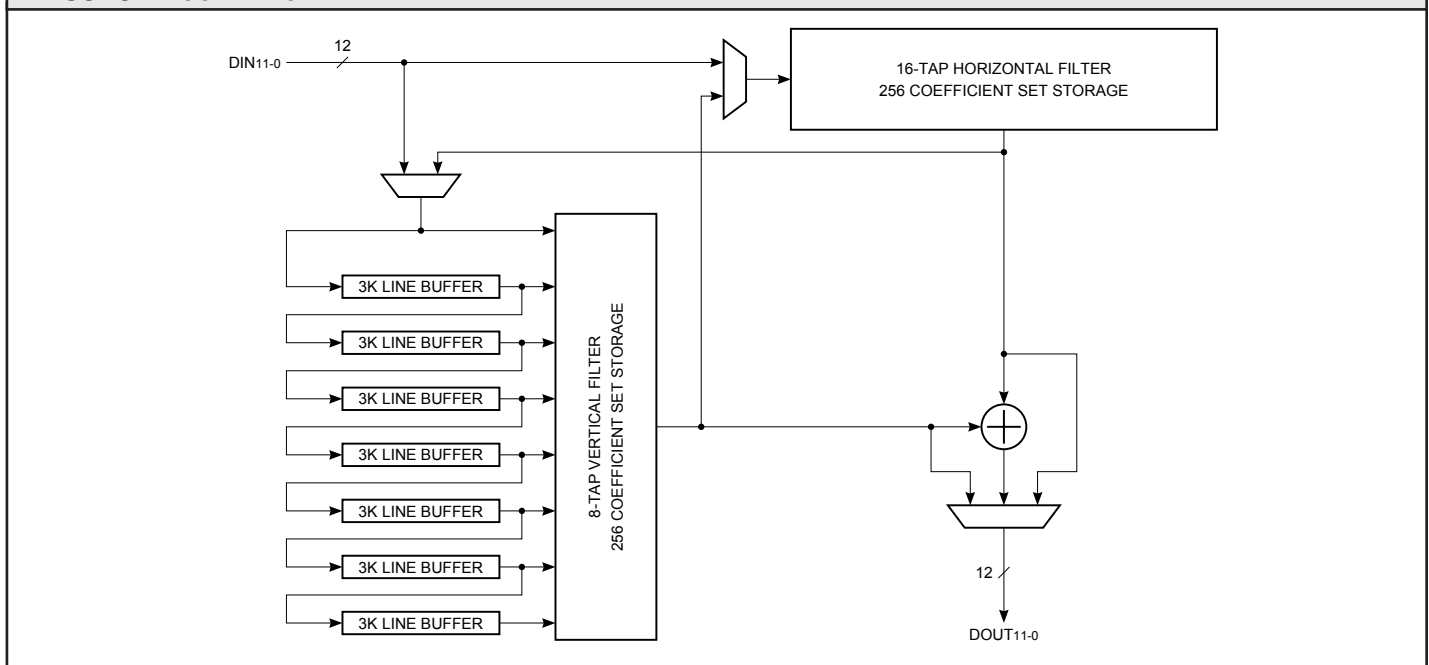 12
DIN11-0
16-TAP HORIZONTAL FILTER
256 COEFFICIENT SET STORAGE
3K LINE BUFFER
3K LINE BUFFER
3K LINE BUFFER
3K LINE BUFFER
3K LINE BUFFER
3K LINE BUFFER
3K LINE BUFFER
8-TAP VERTICAL FILTER
256 COEFFICIENT SET STORAGE
12
DOUT11-0